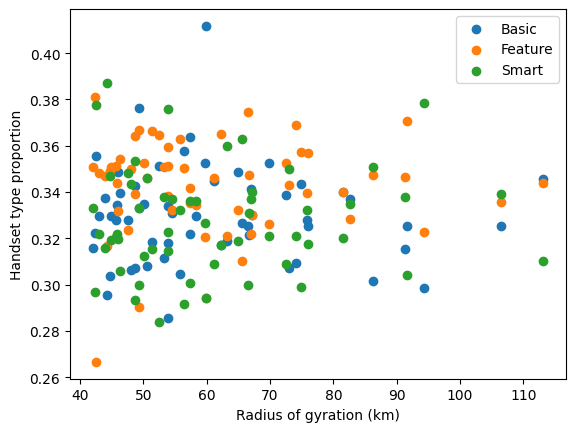 Basic
Feature
Smart
0.40
0.38
0.36
0.34
0.32
0.30
0.28
0.26
Handset type proportion
40 50 60 70 80 90 100 110
Radius of gyration (km)